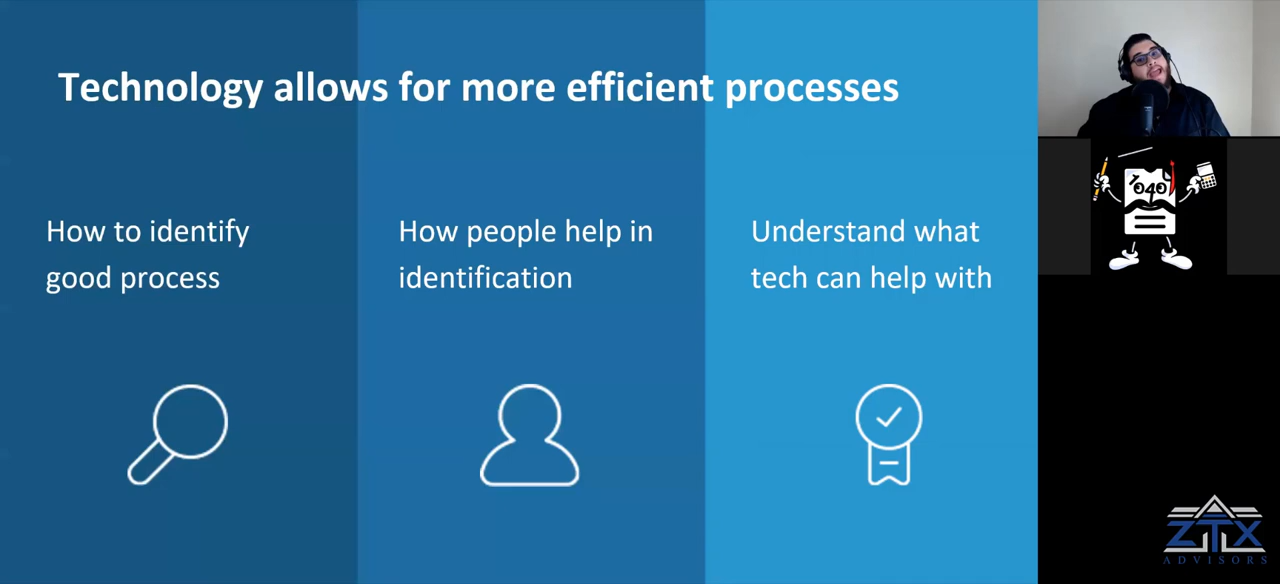 Technology allows for more efficient processes
How to identify
good process
How people help in
identification
Understand what
tech can help with
1040
ZTX
ADVISORS